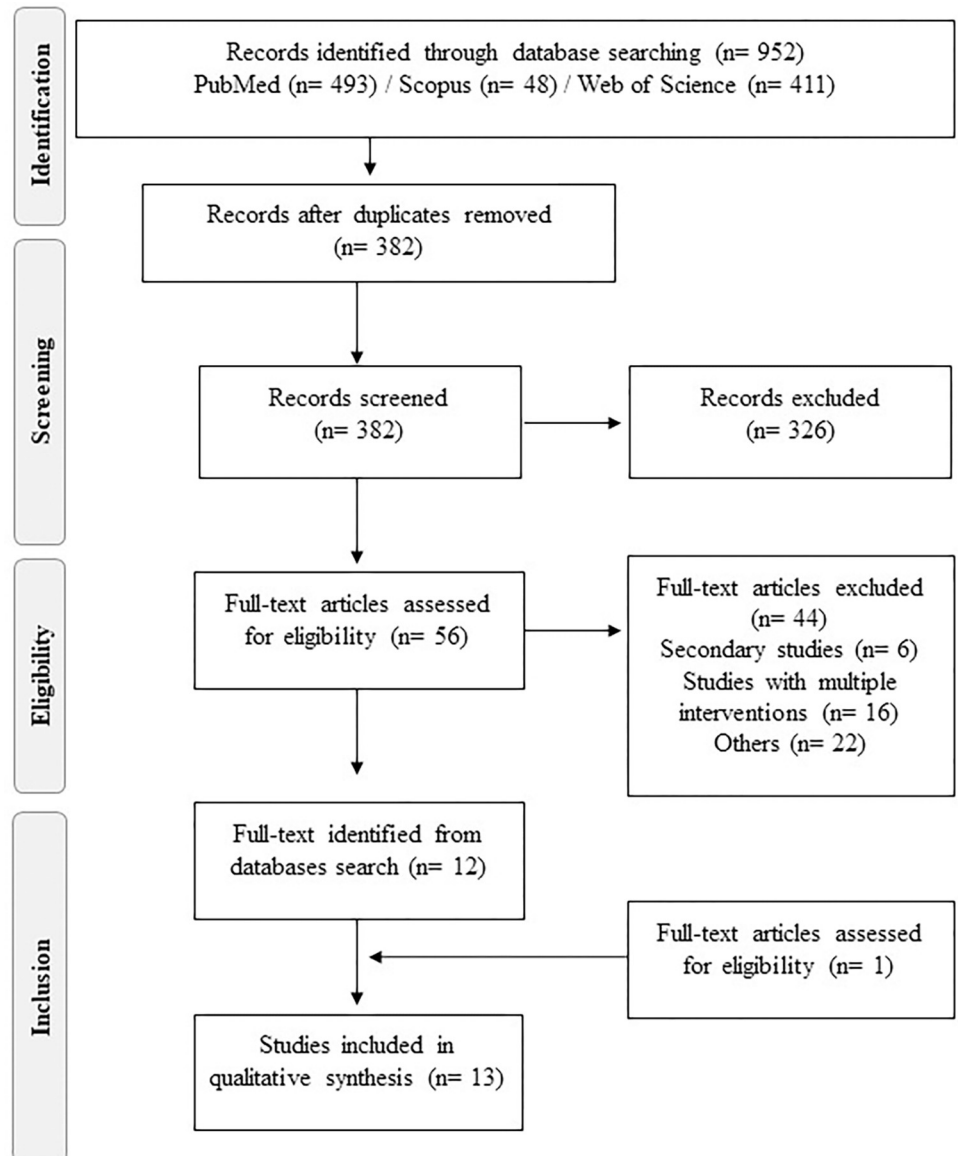 Identification
Records identified through database searching (n= 952)
PubMed (n= 493) / Scopus (n= 48) / Web of Science (n= 411)
Records after duplicates removed
(n= 382)
Screening
Records screened
(n= 382)
Records excluded
(n= 326)
Eligibility
Full-text articles assessed
for eligibility (n= 56)
Full-text articles excluded
(n= 44)
Secondary studies (n= 6)
Studies with multiple
interventions (n= 16)
Others (n= 22)
Inclusion
Full-text identified from
databases search (n= 12)
Full-text articles assessed
for eligibility (n= 1)
Studies included in
qualitative synthesis (n= 13)